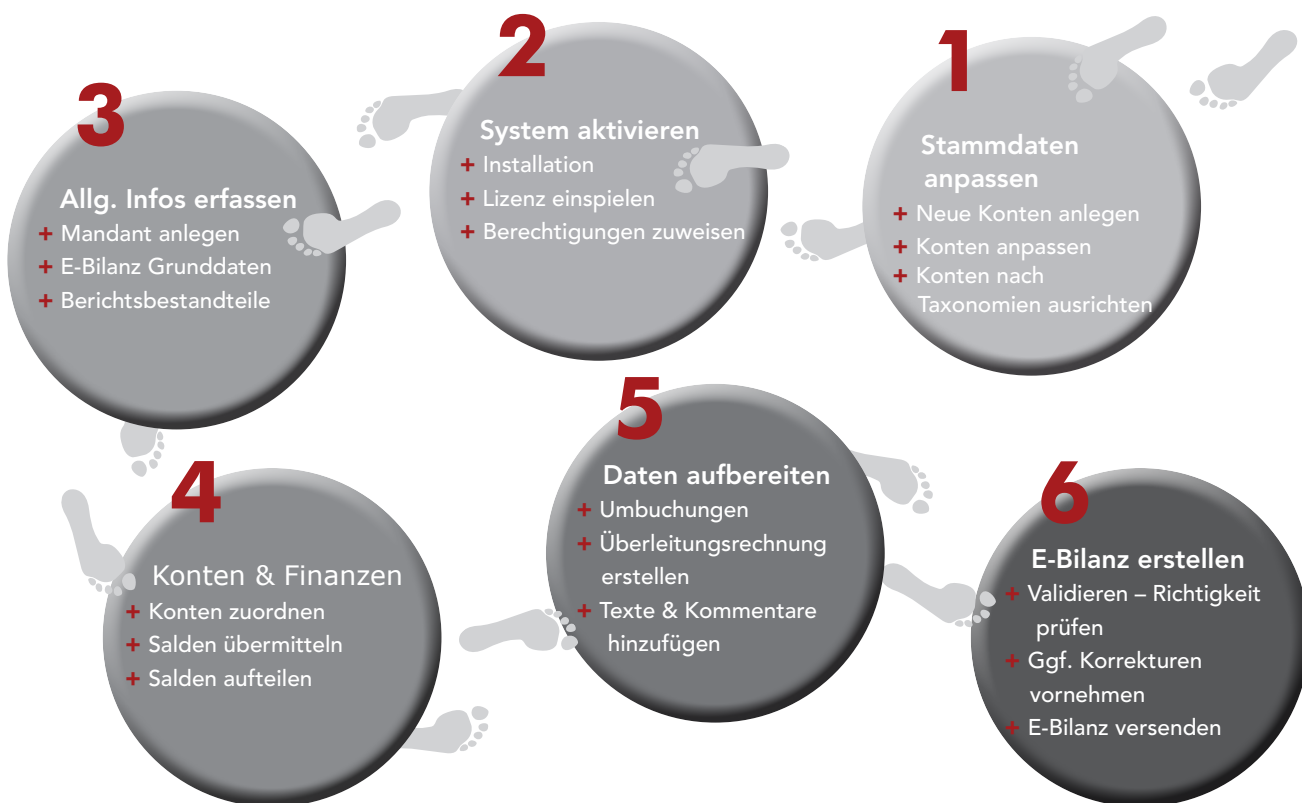 1
Stammdaten
anpassen
+ Neue Konten anlegen
+ Konten anpassen
+ Konten nach
Taxonomien ausrichten
2
System aktivieren
+ Installation
+ Lizenz einspielen
+ Berechtigungen zuweisen
3
Allg. Infos erfassen
+ Mandant anlegen
+ E-Bilanz Grunddaten
+ Berichtsbestandteile
4
Konten & Finanzen
+ Konten zuordnen
+ Salden übermitteln
+ Salden aufteilen
5
Daten aufbereiten
+ Umbuchungen
+ Überleitungsrechnung
erstellen
+ Texte & Kommentare
hinzufügen
6
E-Bilanz erstellen
+ Validieren – Richtigkeit
prüfen
+ Ggf. Korrekturen
vornehmen
+ E-Bilanz versenden